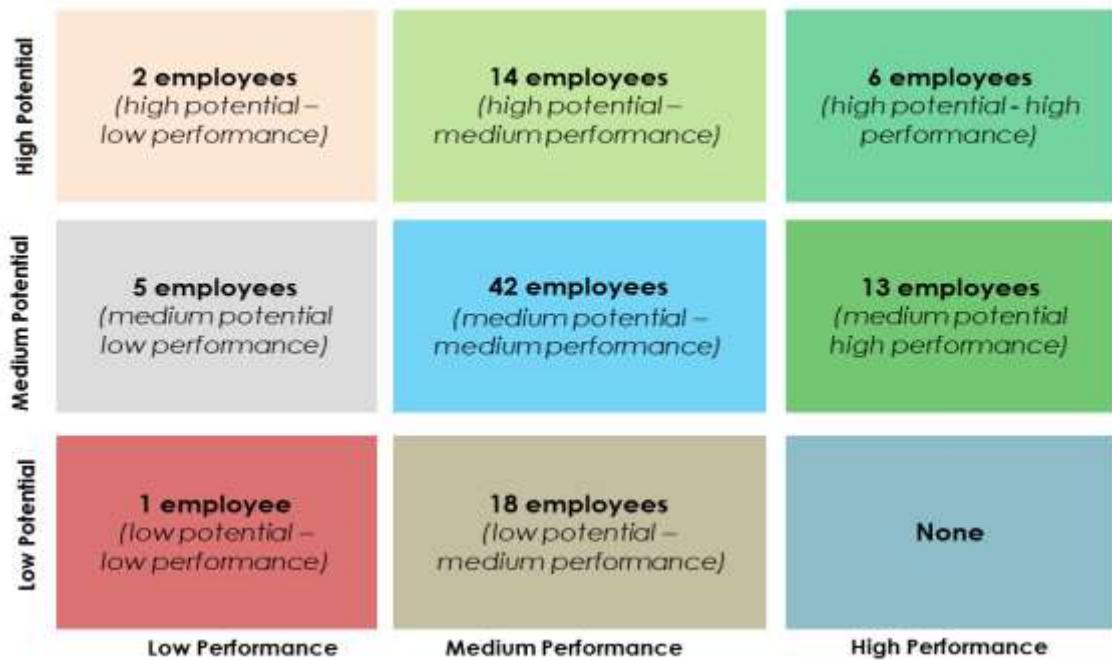 High Potential
2 employees
(high potential –
low performance)
14 employees
(high potential –
medium performance)
6 employees
(high potential - high
performance)
Medium Potential
5 employees
(medium potential
low performance)
42 employees
(medium potential –
medium performance)
13 employees
(medium potential
high performance)
Low Potential
1 employee
(low potential –
low performance)
18 employees
(low potential –
medium performance)
None
Low Performance
Medium Performance
High Performance